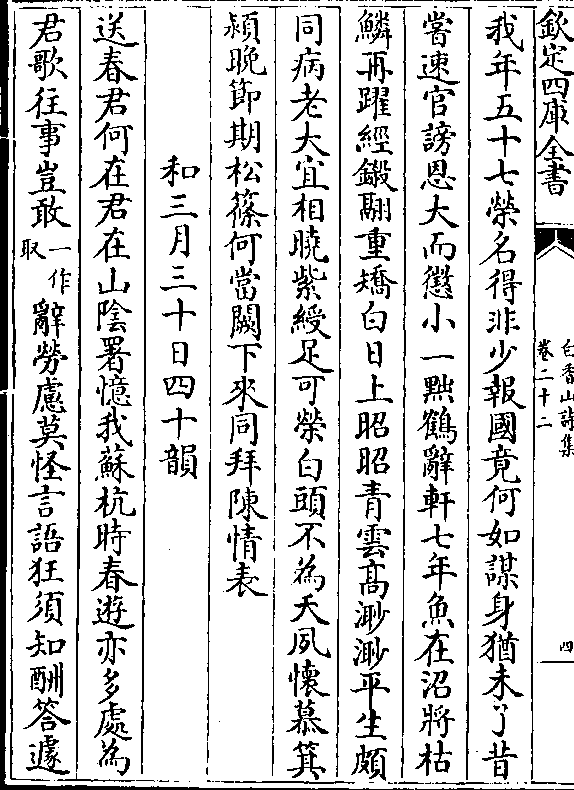 欽定四庫全書
白香山詩集
卷二十二
四
我年五十七榮名得非少報國竟何如謀身猶未了昔
嘗速官謗恩大而懲小一黜鶴辭軒七年魚在沼將枯
鱗再躍經鎩翮重矯白日上昭昭青雲高渺渺平生頗
同病老大宜相曉紫綬足可榮白頭不為夭夙懷慕箕
潁晚節期松篠何當闕下來同拜陳情表
和三月三十日四十韻
送春君何在君在山陰署憶我蘇杭時春遊亦多處為
君歌往事豈敢一作取辭勞慮莫怪言語狂須知酬答遽